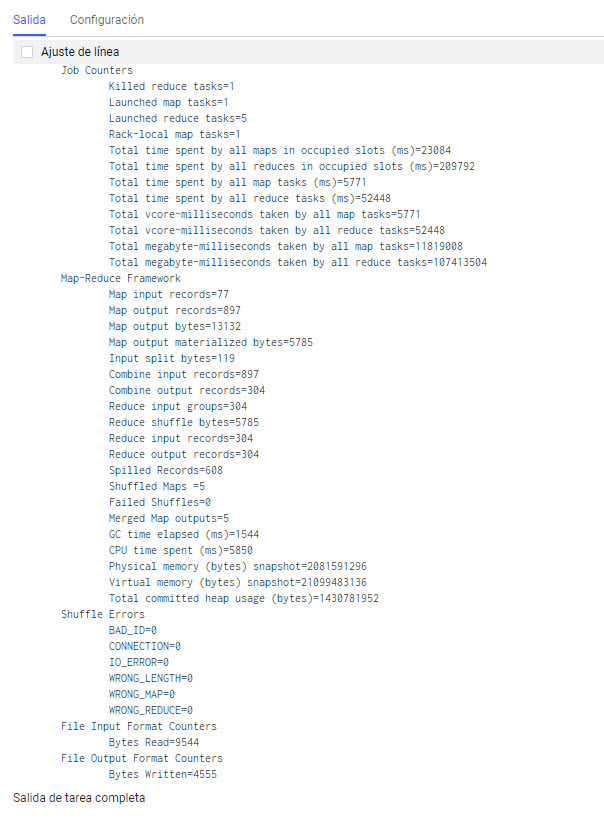 Salida Configuración
Ajuste de línea
Job Counters
Killed reduce tasks=1
Launched map tasks=1
Launched reduce tasks=5
Rack-local map tasks=1
Total time spent by all maps in occupied slots (ms)=23084
Total time spent by all reduces in occupied slots (ms)=209792
Total time spent by all map tasks (ms)=5771
Total time spent by all reduce tasks (ms)=52448
Total vcore-milliseconds taken by all map tasks=5771
Total vcore-milliseconds taken by all reduce tasks=52448
Total megabyte-milliseconds taken by all map tasks=11819008
Total megabyte-milliseconds taken by all reduce tasks=107413504
Map-Reduce Framework
Map input records=77
Map output records=897
Map output bytes=13132
Map output materialized bytes=5785
Input split bytes=119
Combine input records=897
Combine output records=304
Reduce input groups=304
Reduce shuffle bytes=5785
Reduce input records=304
Reduce output records=304
Spilled Records=608
Shuffled Maps =5
Failed Shuffles=0
Merged Map outputs=5
GC time elapsed (ms)=1544
CPU time spent (ms)=5850
Physical memory (bytes) snapshot=2081591296
Virtual memory (bytes) snapshot=21099483136
Total committed heap usage (bytes)=1430781952
Shuffle Errors
BAD_ID=0
CONNECTION=0
IO_ERROR=0
WRONG_LENGTH=0
WRONG_MAP=0
WRONG_REDUCE=0
File Input Format Counters
Bytes Read=9544
File Output Format Counters
Bytes Written=4555
Salida de tarea completa